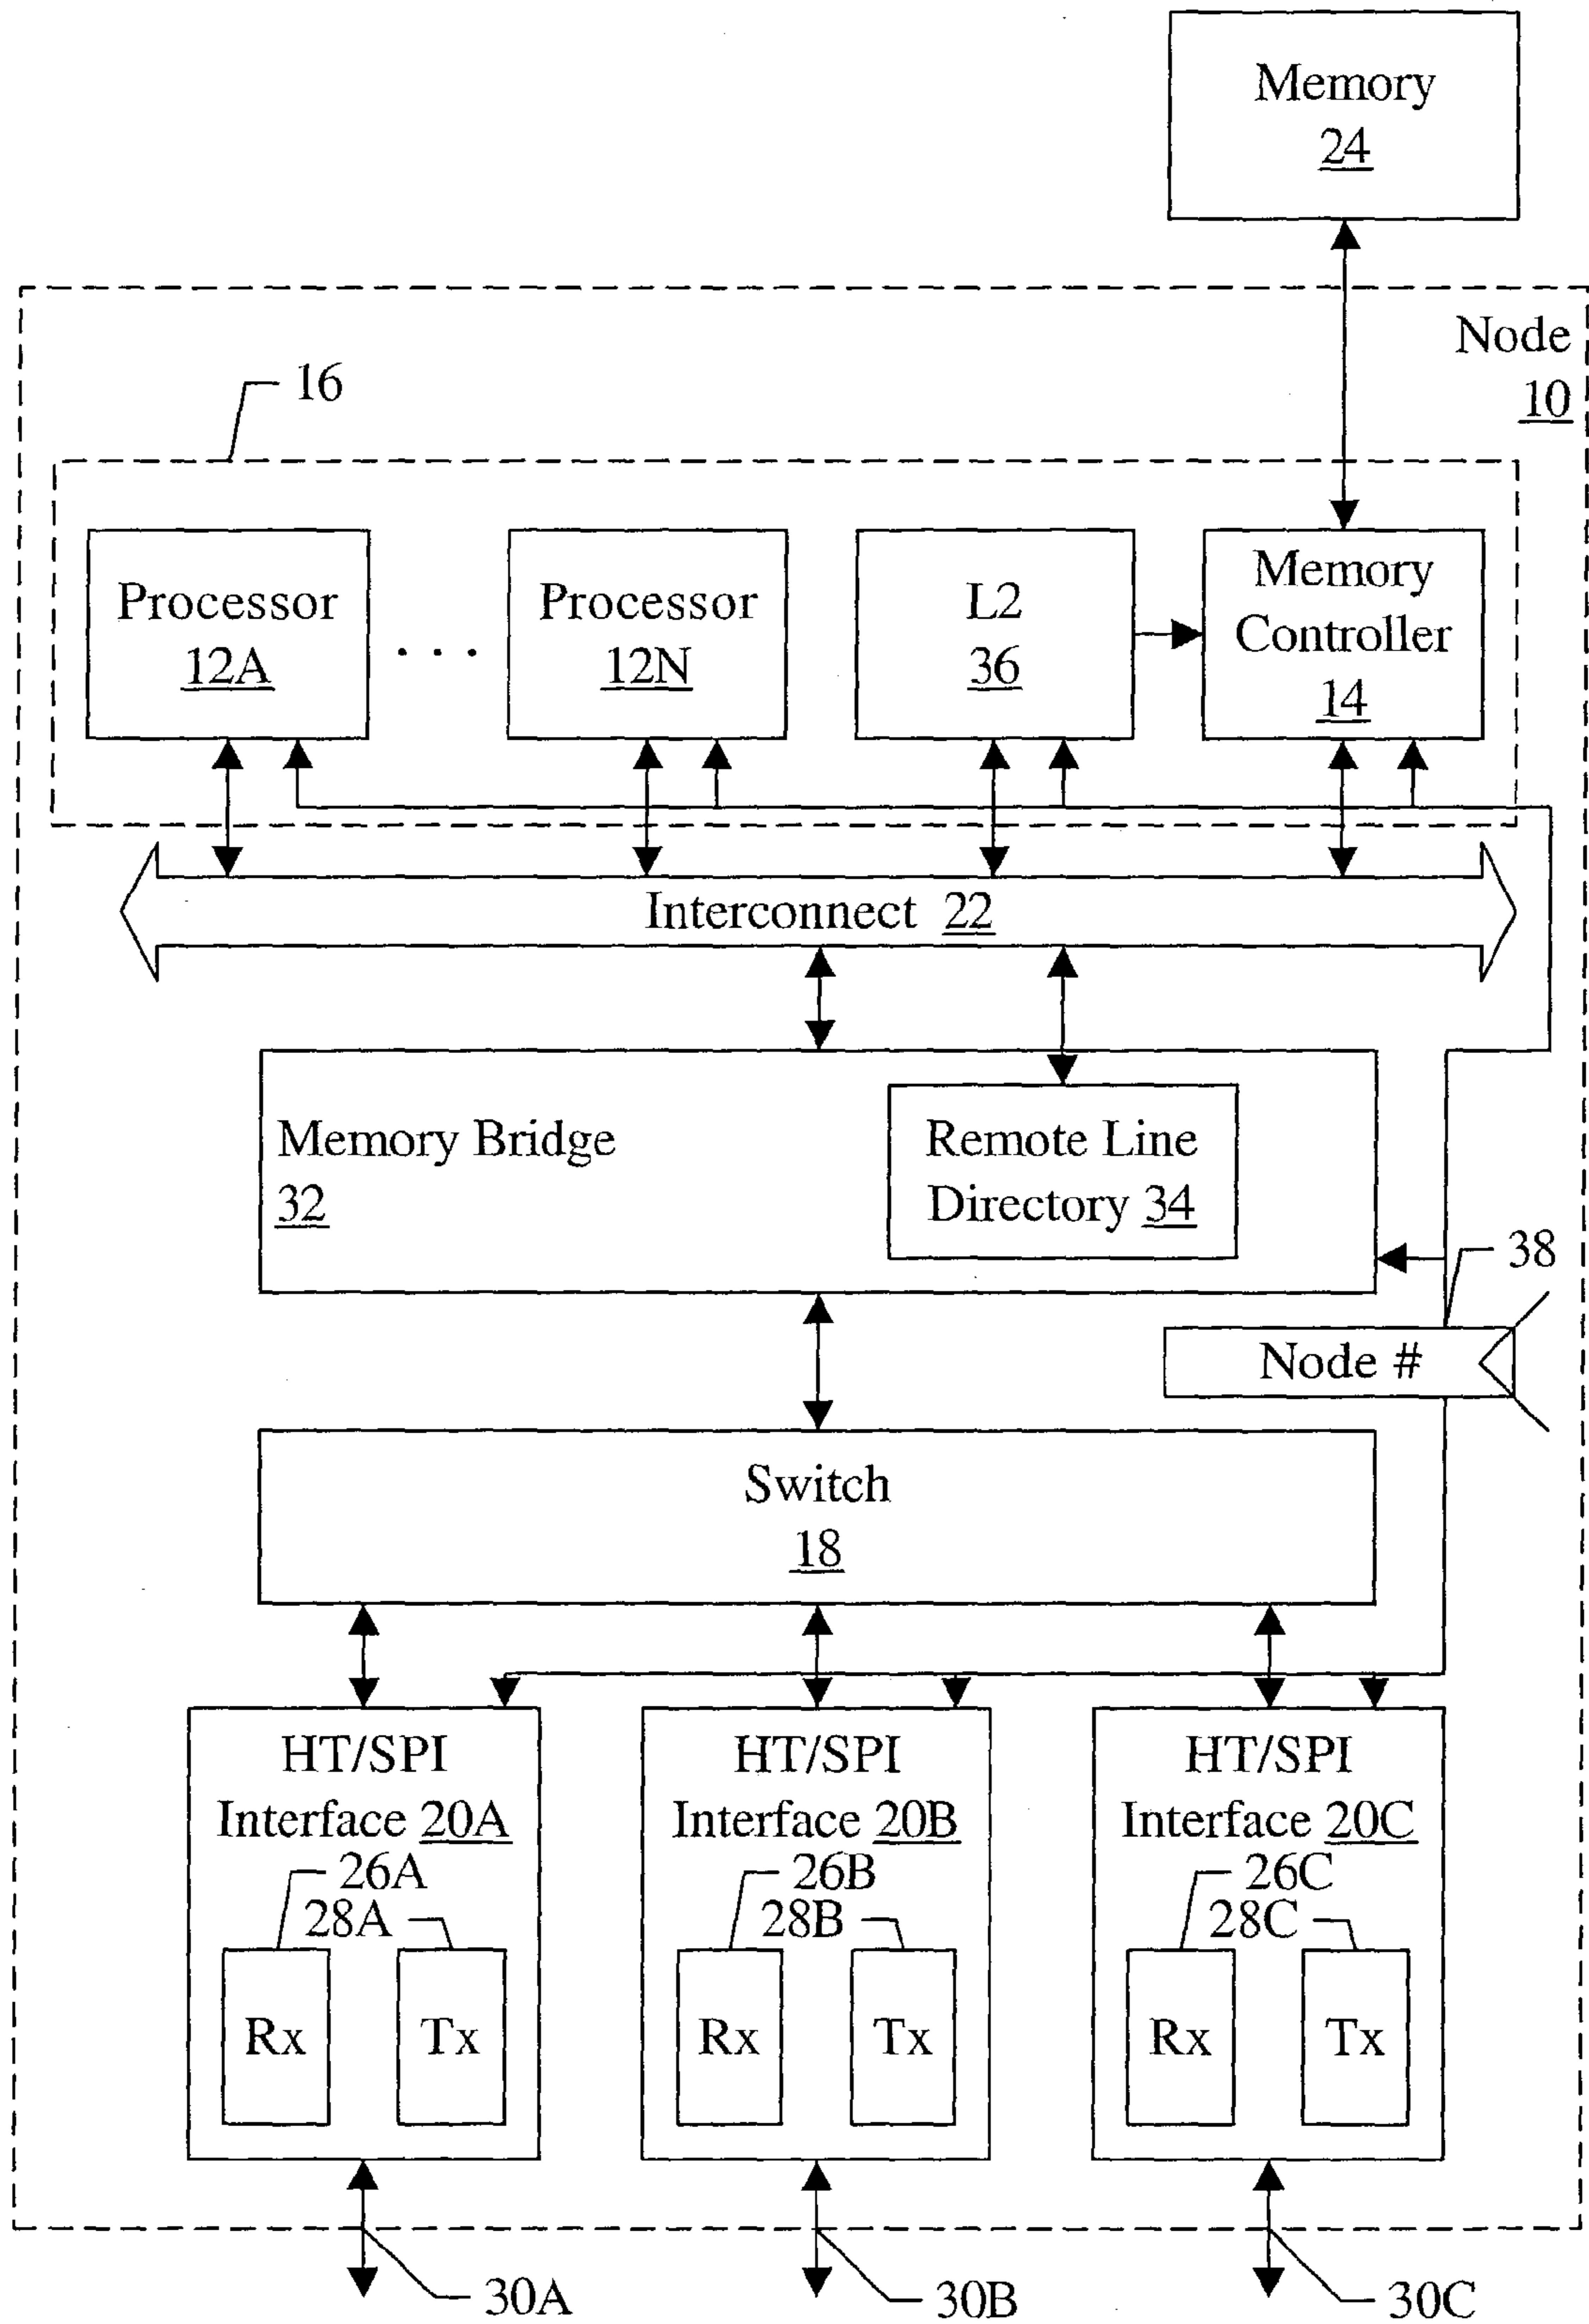 Memory
24
Node
10
16
Processor
12A
. . .
Processor
12N
L2
36
Memory
Controller
14
Interconnect 22
Memory Bridge
32
Remote Line
Directory 34
38
Node #
Switch
18
HT/SPI
Interface 20A
26A
28A
Rx
Tx
HT/SPI
Interface 20B
26B
28B
Rx
Tx
HT/SPI
Interface 20C
26C
28C
Rx
Tx
30A
30B
30C